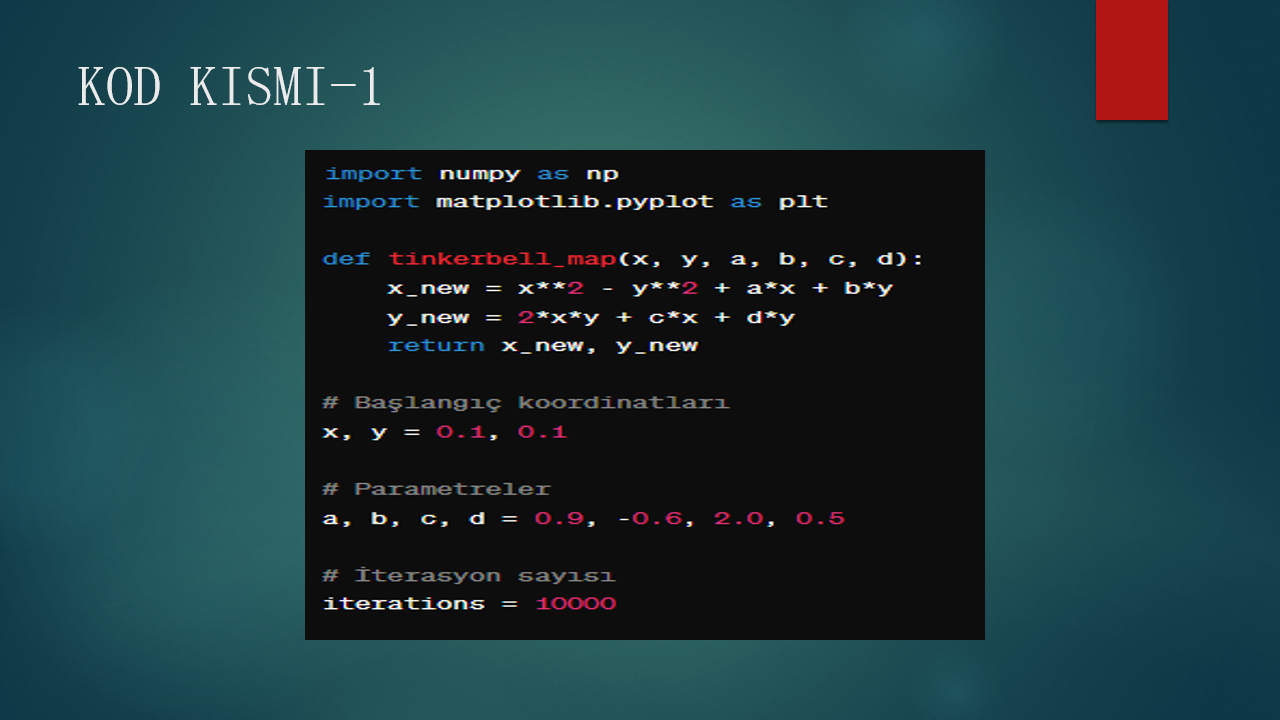 KOD KISMI-1
import numpy as np
import matplotlib.pyplot as plt
def tinkerbell_map(x, y, a, b, c, d):
    x_new = x**2 - y**2 + a*x + b*y
    y_new = 2*x*y + c*x + d*y
    return x_new, y_new
# Başlangıç koordinatları
x, y = 0.1, 0.1
# Parametreler
a, b, c, d = 0.9, -0.6, 2.0, 0.5
# İterasyon sayısı
iterations = 10000